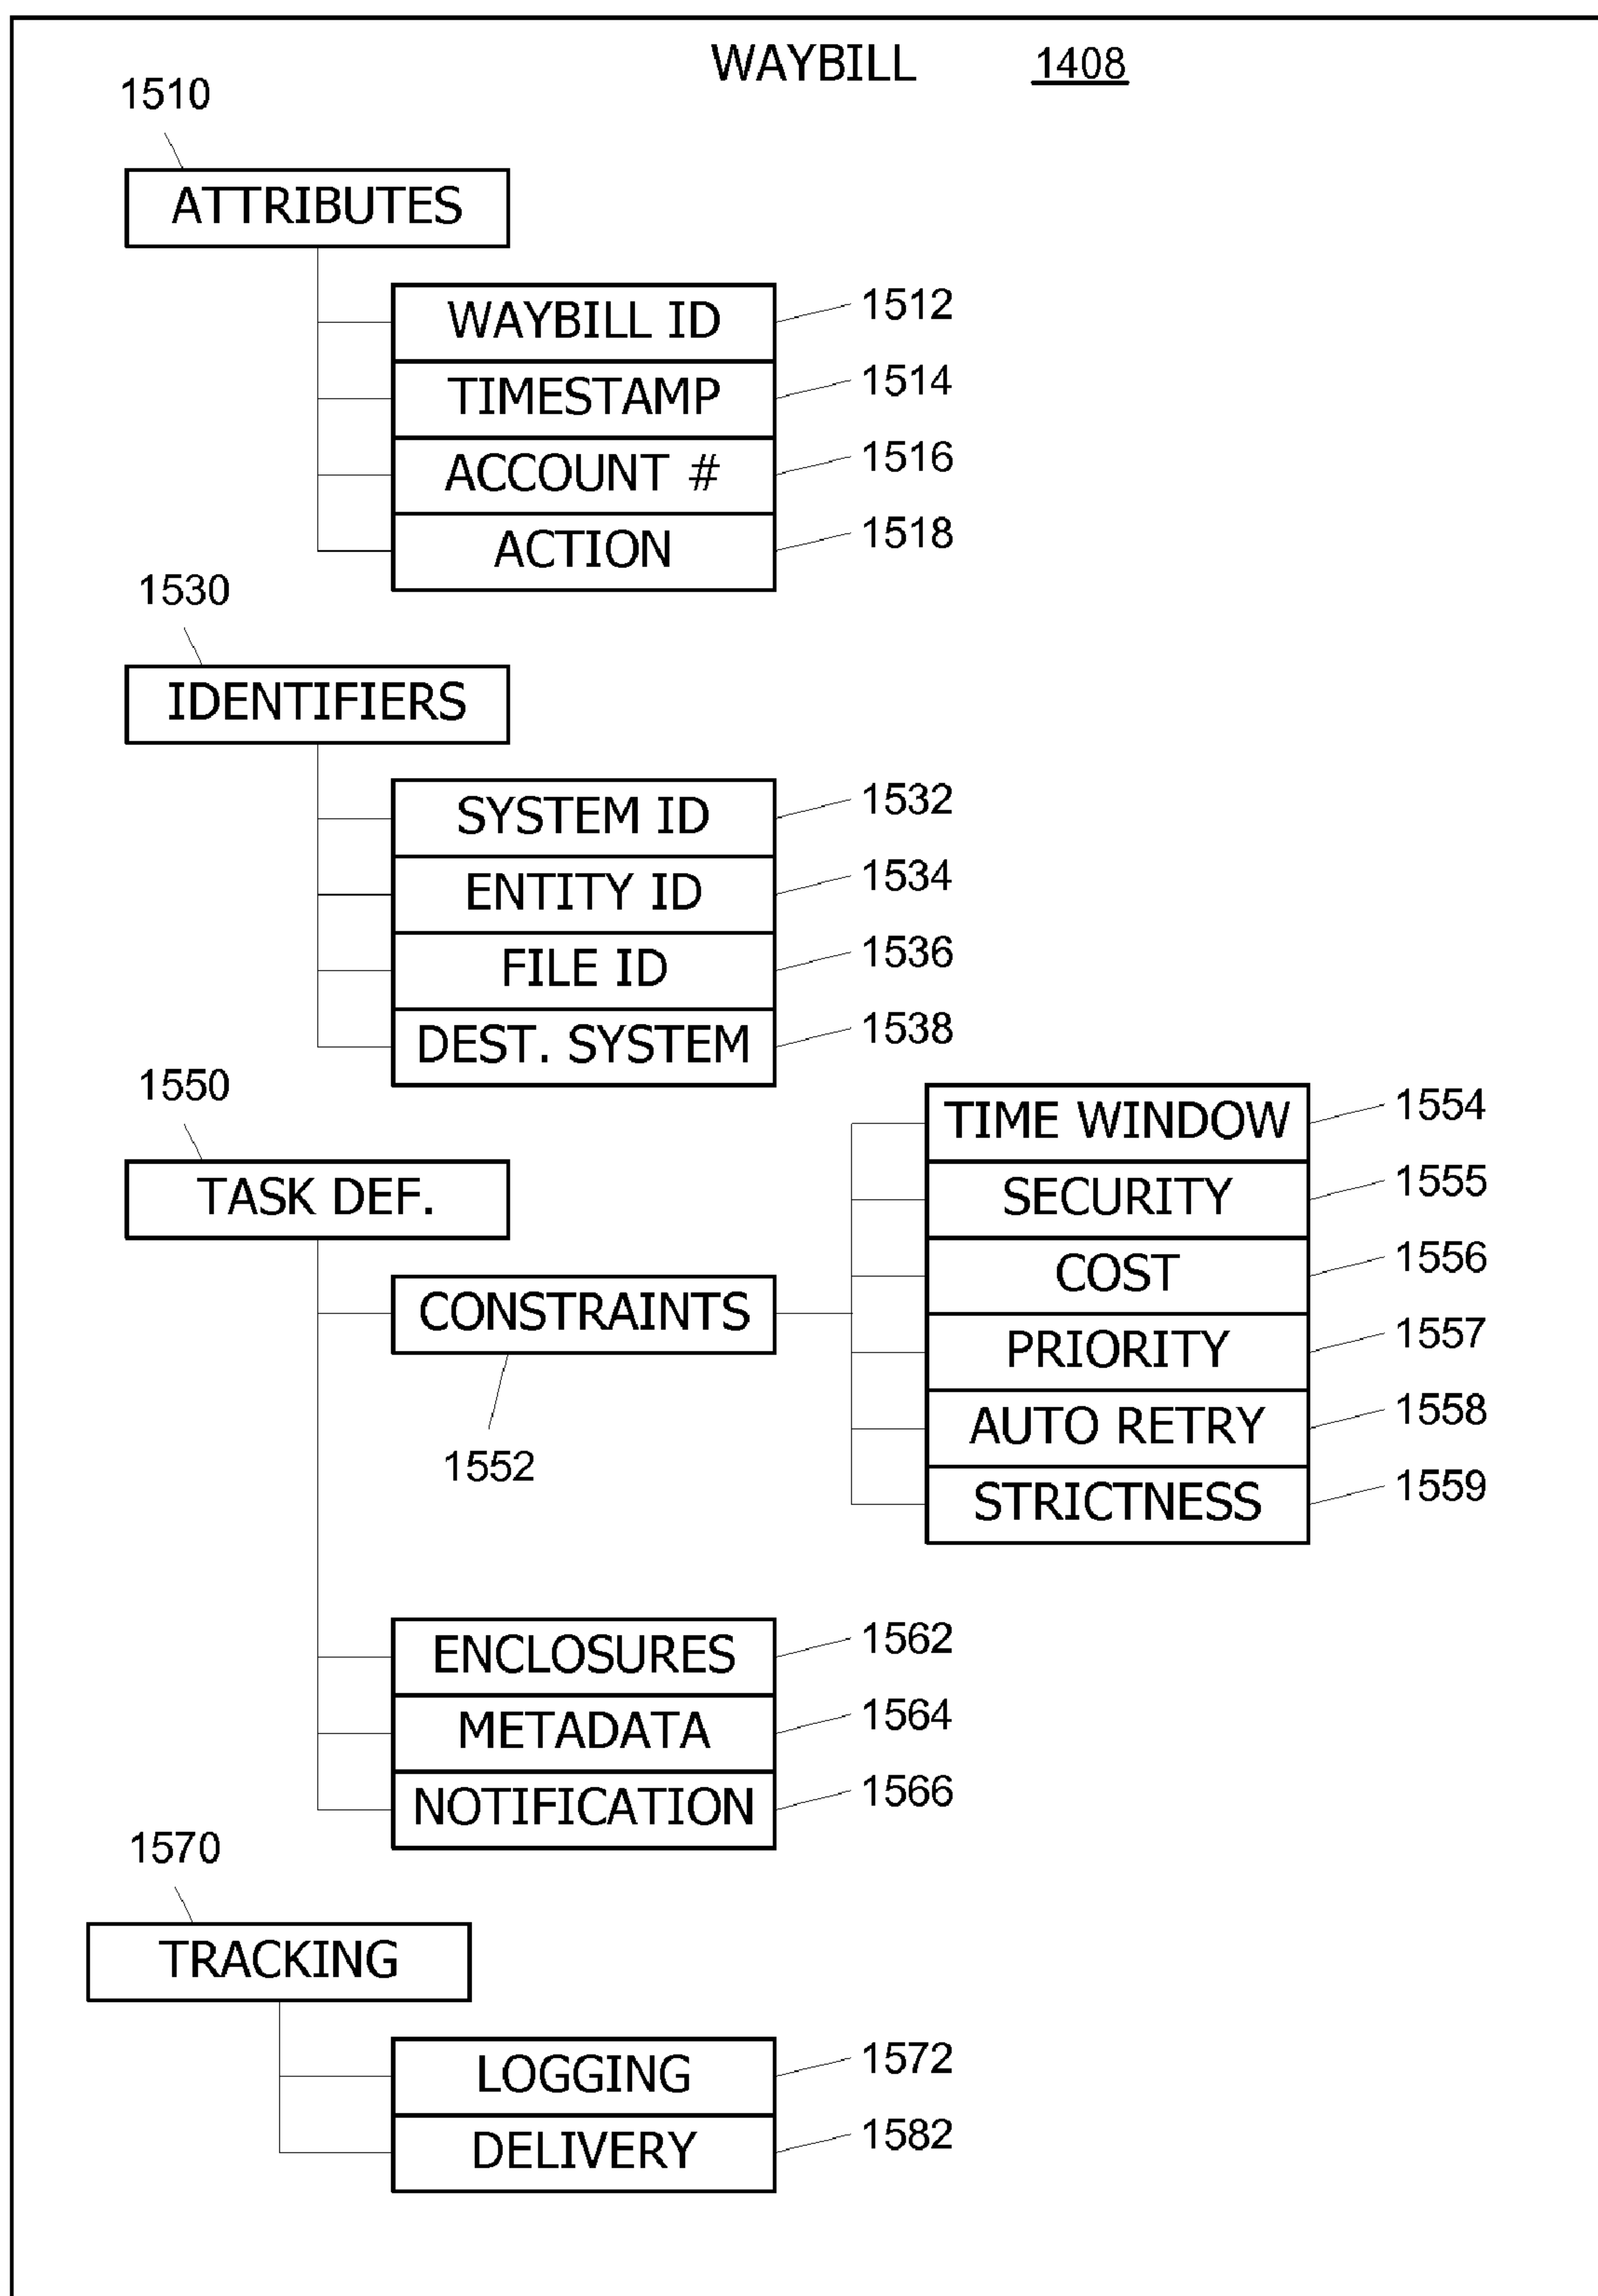 WAYBILL 1408
1510
ATTRIBUTES
WAYBILL ID 1512
TIMESTAMP 1514
ACCOUNT # 1516
ACTION 1518
1530
IDENTIFIERS
SYSTEM ID 1532
ENTITY ID 1534
FILE ID 1536
DEST. SYSTEM 1538
1550
TASK DEF.
TIME WINDOW 1554
SECURITY 1555
COST 1556
CONSTRAINTS
PRIORITY 1557
AUTO RETRY 1558
1552
STRICTNESS 1559
ENCLOSURES 1562
METADATA 1564
NOTIFICATION 1566
1570
TRACKING
LOGGING 1572
DELIVERY 1582